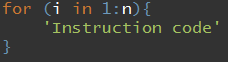 for (i in 1:n){
    'Instruction code'
}